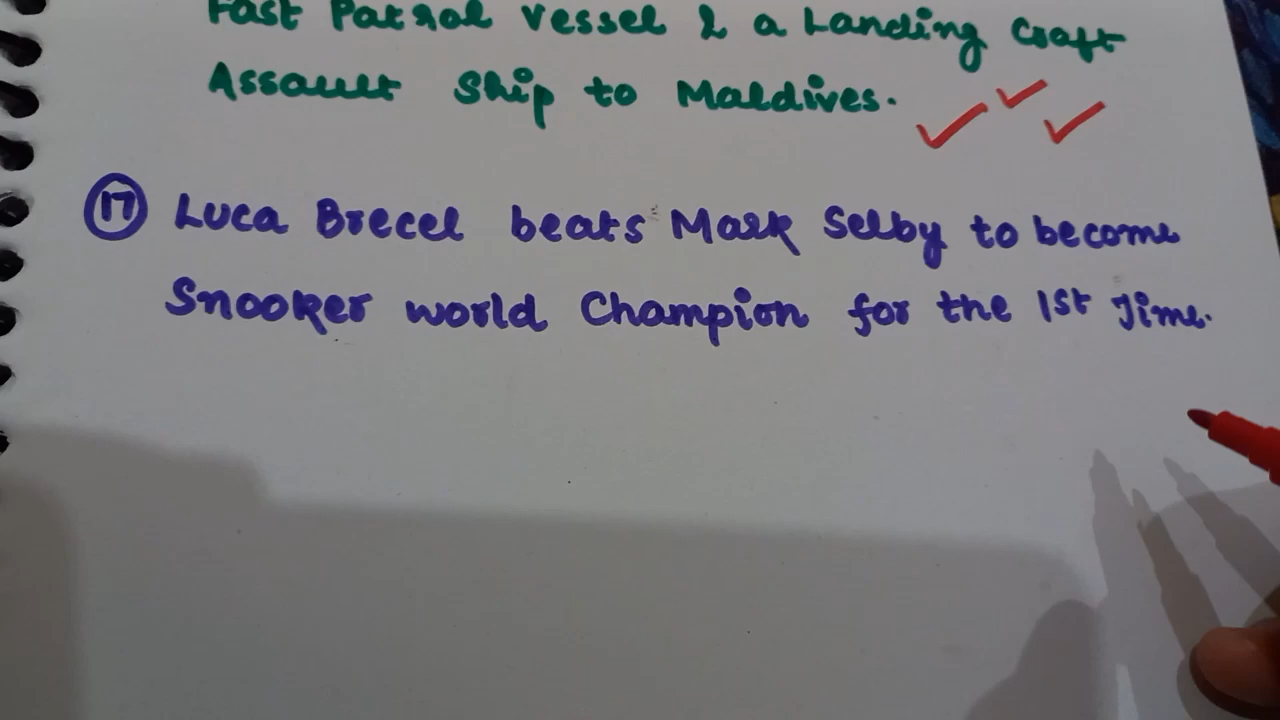 Fast Patrol Vessel & a Landing Craft
Assault Ship to Maldives.
17 Luca Brecel beats Mark Selby to become
Snooker world Champion for the 1st Time.